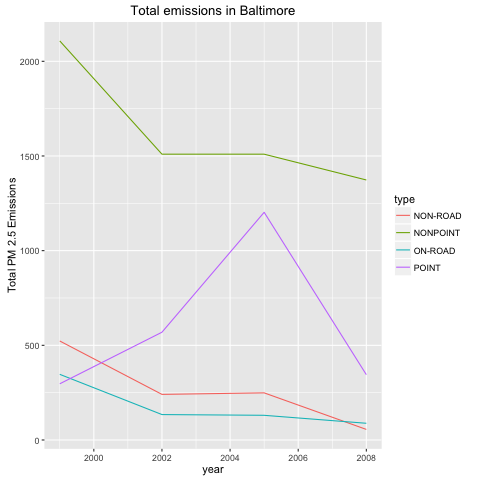 Total emissions in Baltimore
Total PM 2.5 Emissions
2000
1500
1000
500
0
2000
2002
2004
2006
2008
year
type
NON-ROAD
NONPOINT
ON-ROAD
POINT